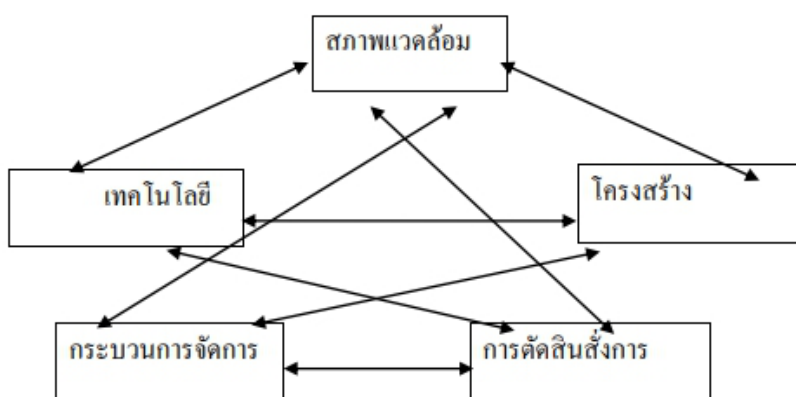 สภาพแวดล้อม
เทคโนโลยี
โครงสร้าง
กระบวนการจัดการ
การตัดสินสั่งการ